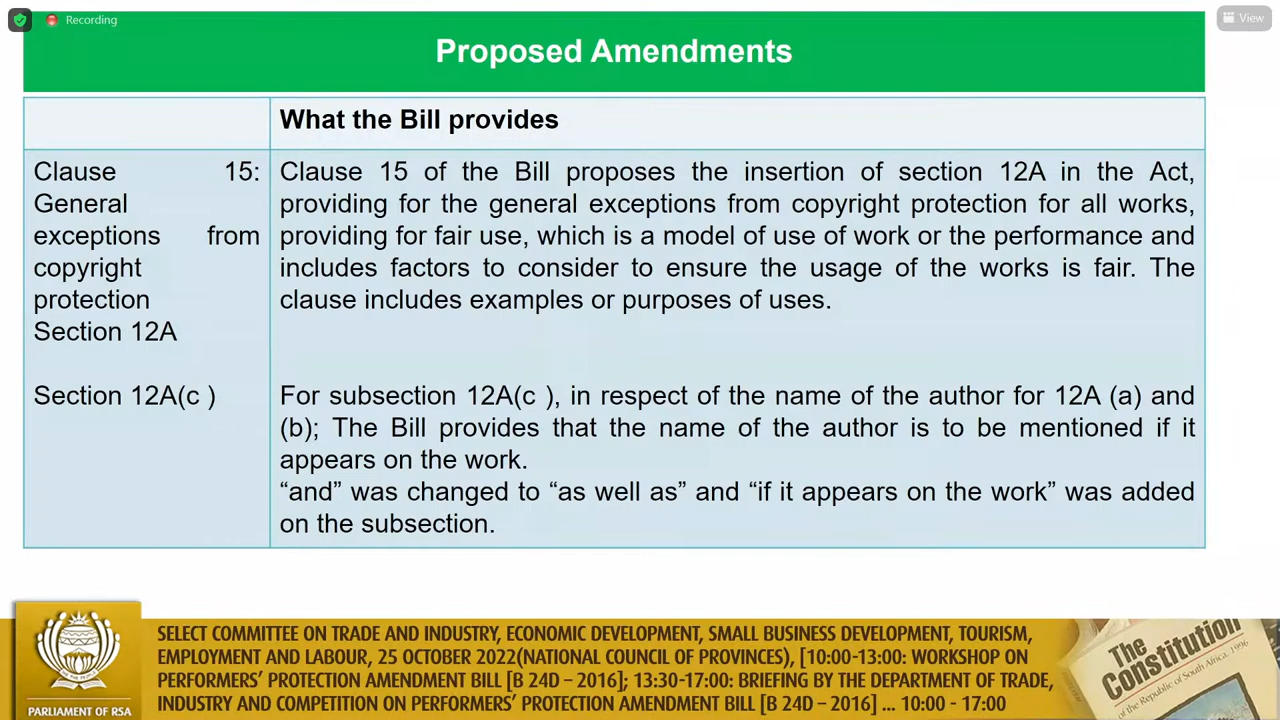 Recording
View
Proposed Amendments
What the Bill provides
Clause 15:
General
exceptions from
copyright
protection
Section 12A
Clause 15 of the Bill proposes the insertion of section 12A in the Act,
providing for the general exceptions from copyright protection for all works,
providing for fair use, which is a model of use of work or the performance and
includes factors to consider to ensure the usage of the works is fair. The
clause includes examples or purposes of uses.
Section 12A(c )
For subsection 12A(c ), in respect of the name of the author for 12A (a) and
(b); The Bill provides that the name of the author is to be mentioned if it
appears on the work.
“and” was changed to “as well as” and “if it appears on the work” was added
on the subsection.
PARLIAMENT OF RSA
SELECT COMMITTEE ON TRADE AND INDUSTRY, ECONOMIC DEVELOPMENT, SMALL BUSINESS DEVELOPMENT, TOURISM,
EMPLOYMENT AND LABOUR, 25 OCTOBER 2022(NATIONAL COUNCIL OF PROVINCES), [10:00-13:00: WORKSHOP ON
PERFORMERS’ PROTECTION AMENDMENT BILL [B 24D – 2016]; 13:30-17:00: BRIEFING BY THE DEPARTMENT OF TRADE,
INDUSTRY AND COMPETITION ON PERFORMERS’ PROTECTION AMENDMENT BILL [B 24D – 2016] ... 10:00 - 17:00
The
Constitution
of the Republic of South Africa, 1996